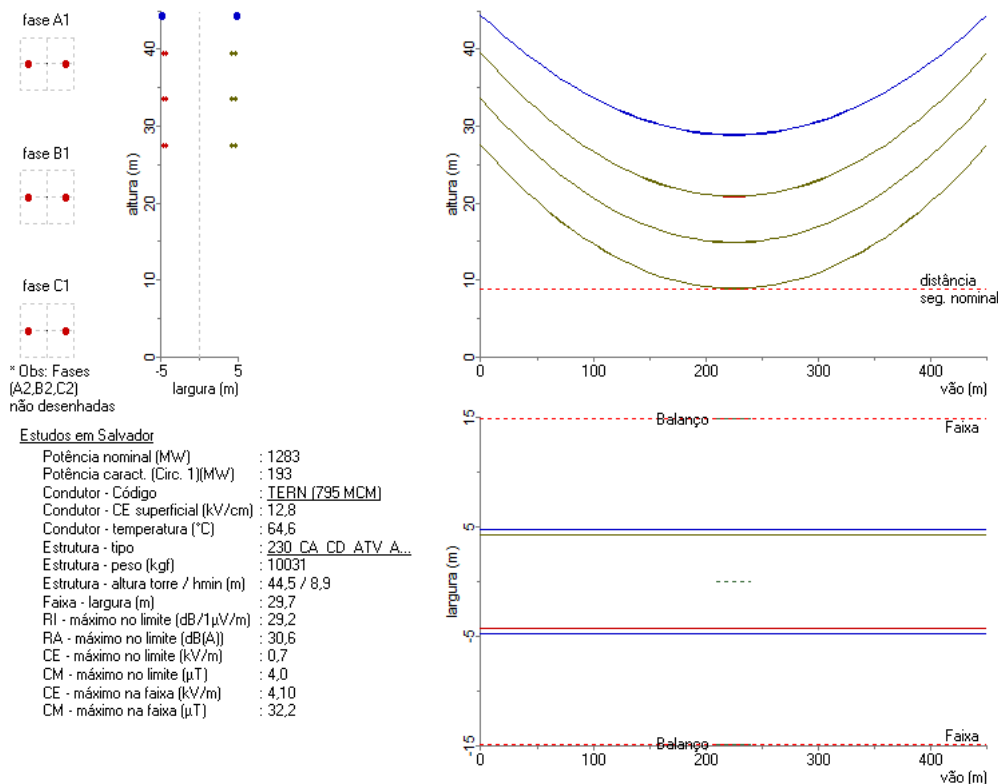 fase A1
fase B1
fase C1
* Obs: Fases
(A2,B2,C2)
não desenhadas
altura (m)
40
30
20
10
0
-5
5
largura (m)
altura (m)
40
30
20
10
0
distância
seg. nominal
0
100
200
300
400
vão (m)
Estudos em Salvador
Potência nominal (MW) : 1283
Potência caract. (Circ. 1)(MW) : 193
Condutor - Código : TERN (795 MCM)
Condutor - CE superficial (kV/cm) : 12,8
Condutor - temperatura (°C) : 64,6
Estrutura - tipo : 230 CA CD ATV A...
Estrutura - peso (kgf) : 10031
Estrutura - altura torre / hmin (m) : 44,5 / 8,9
Faixa - largura (m) : 29,7
RI - máximo no limite (dB/1µV/m) : 29,2
RA - máximo no limite (dB(A)) : 30,6
CE - máximo no limite (kV/m) : 0,7
CM - máximo no limite (µT) : 4,0
CE - máximo na faixa (kV/m) : 4,10
CM - máximo na faixa (µT) : 32,2
largura (m)
15
5
-5
-15
Balanço
Faixa
Balanço
Faixa
0
100
200
300
400
vão (m)